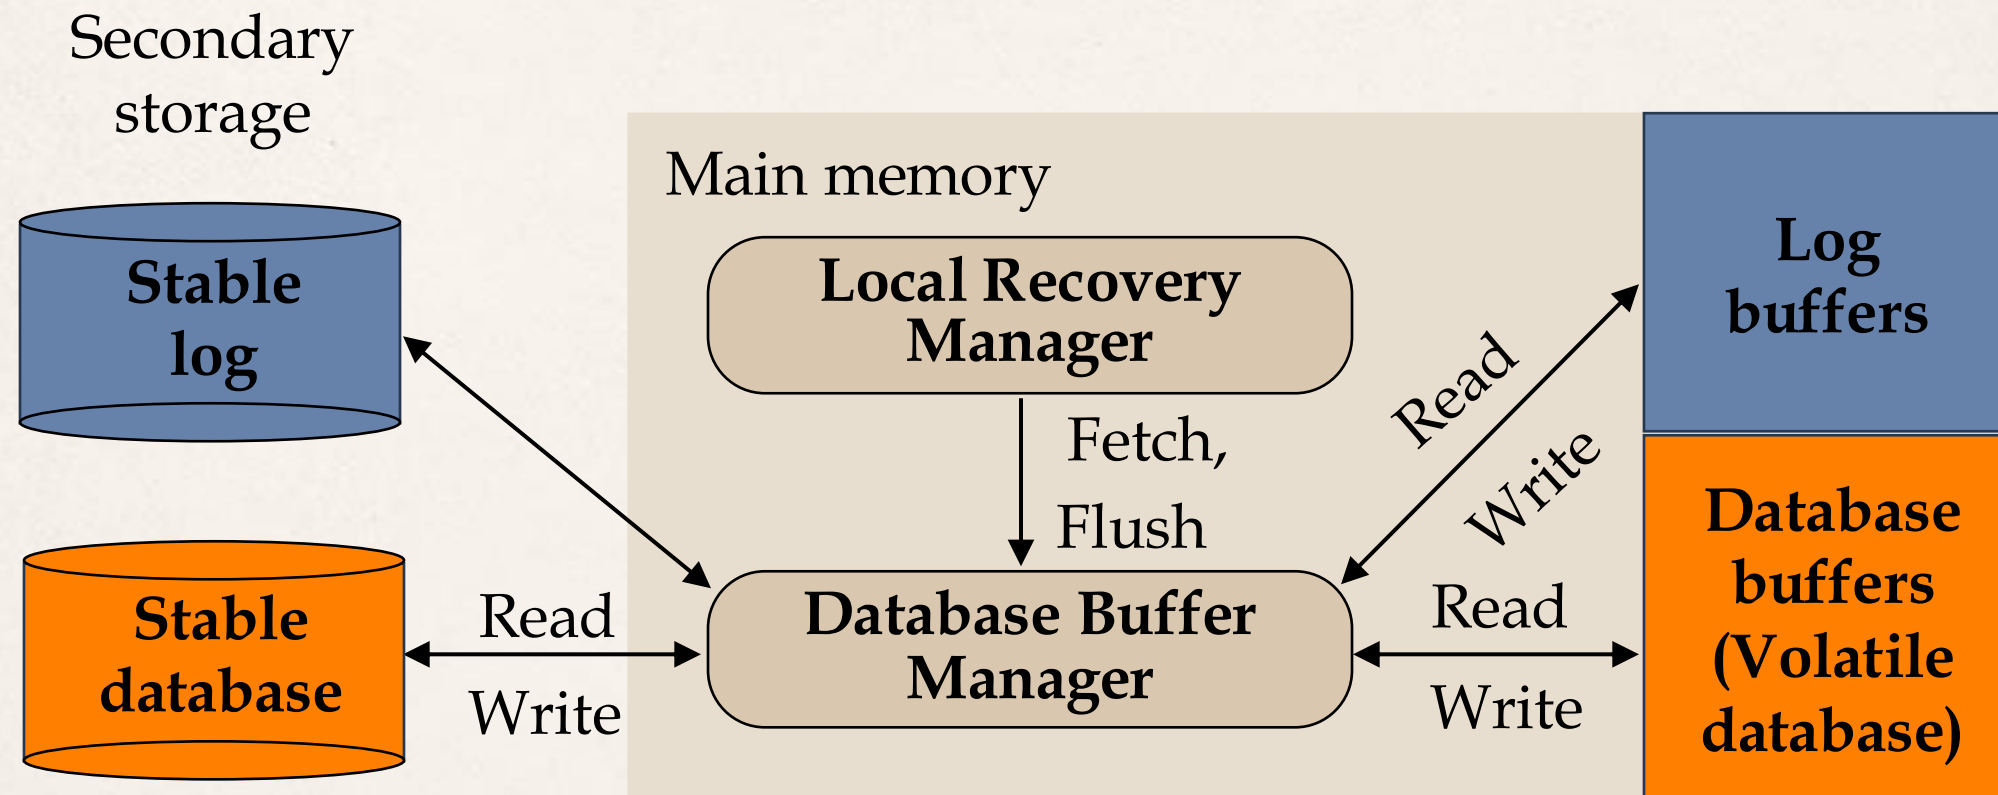 Secondary
storage
Main memory
Stable
log
Local Recovery
Manager
Log
buffers
Fetch,
Flush
Read
Write
Stable
database
Read
Write
Database Buffer
Manager
Read
Write
Database
buffers
(Volatile
database)